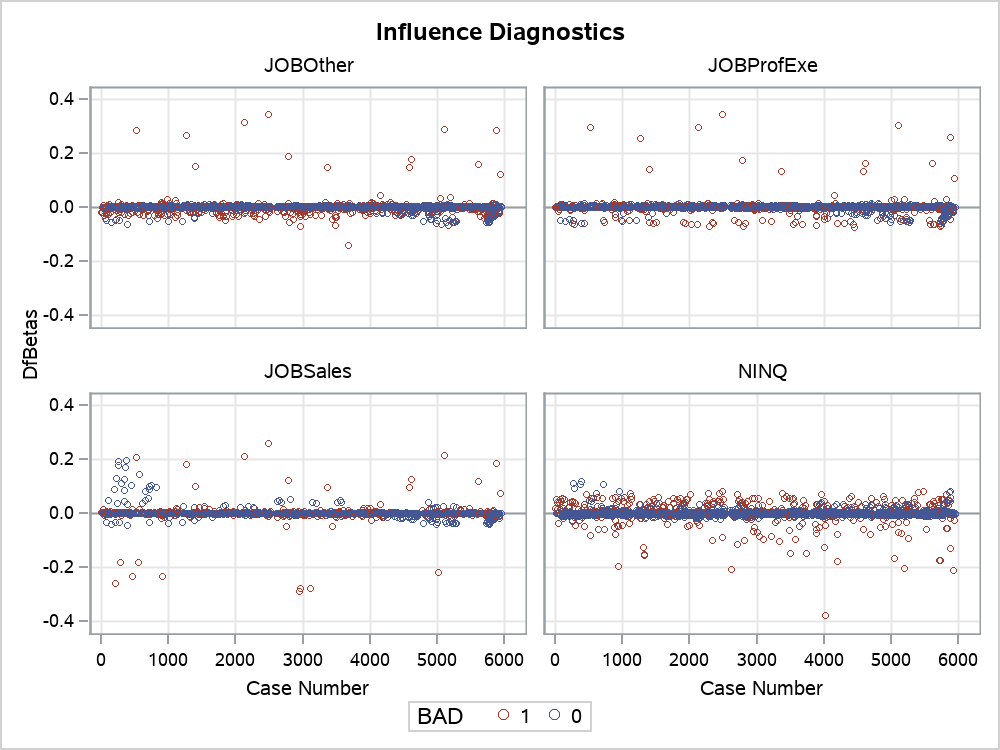 Influence Diagnostics
JOBOther JOBProfExe
0.4
0.2
0.0
-0.2
-0.4
DfBetas
JOBSales NINQ
0.4
0.2
0.0
-0.2
-0.4
0 1000 2000 3000 4000 5000 6000 0 1000 2000 3000 4000 5000 6000
Case Number Case Number
BAD 1 0